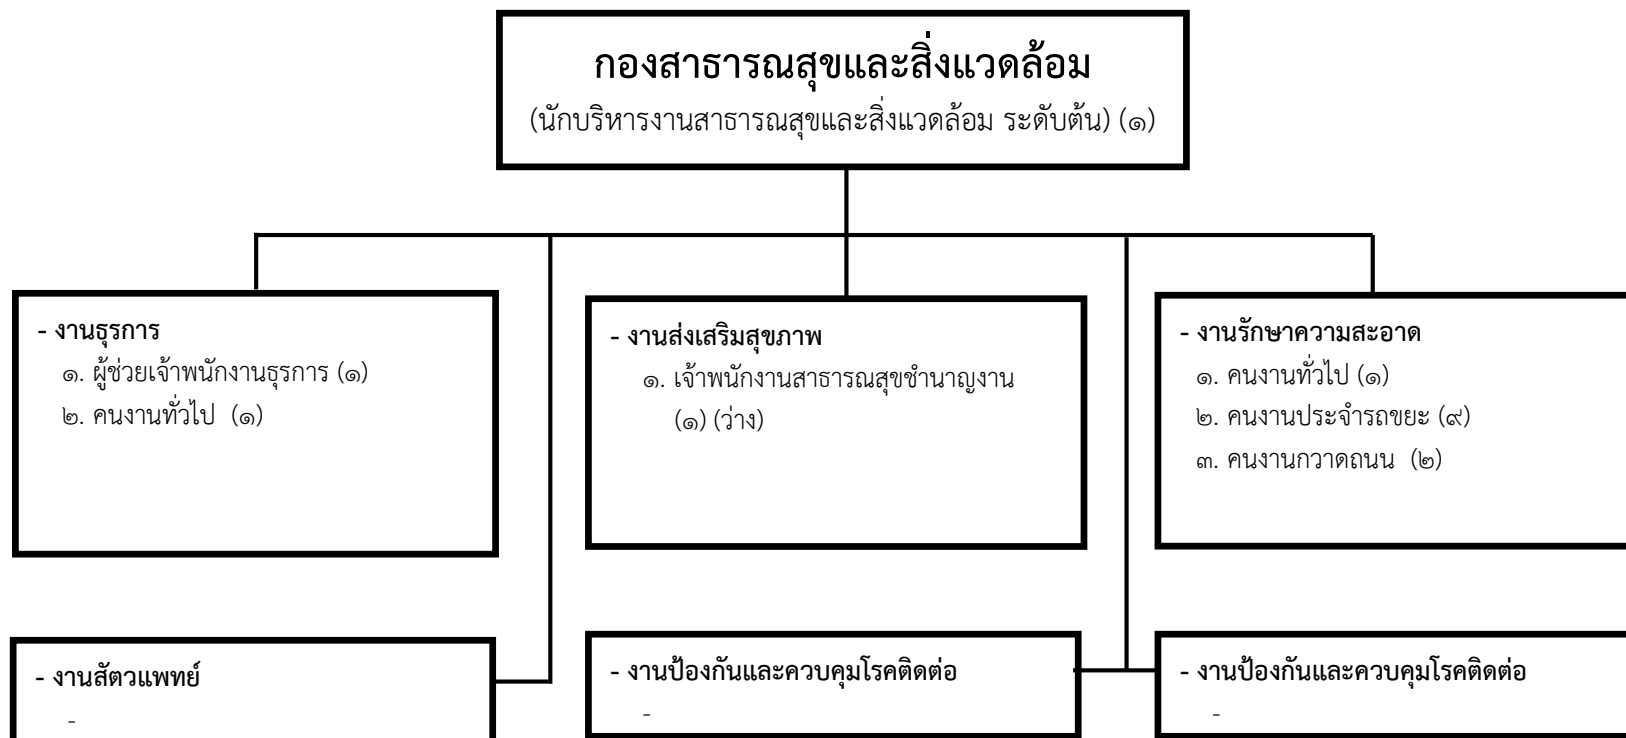 กองสาธารณสุขและสิ่งแวดล้อม
(นักบริหารงานสาธารณสุขและสิ่งแวดล้อม ระดับต้น) (๑)
- งานธุรการ
๑. ผู้ช่วยเจ้าพนักงานธุรการ (๑)
๒. คนงานทั่วไป (๑)
- งานส่งเสริมสุขภาพ
๑. เจ้าพนักงานสาธารณสุขชำนาญงาน
(๑) (ว่าง)
- งานรักษาความสะอาด
๑. คนงานทั่วไป (๑)
๒. คนงานประจำรถขยะ (๙)
๓. คนงานกวาดถนน (๒)
- งานสัตวแพทย์
-
- งานป้องกันและควบคุมโรคติดต่อ
-
- งานป้องกันและควบคุมโรคติดต่อ
-